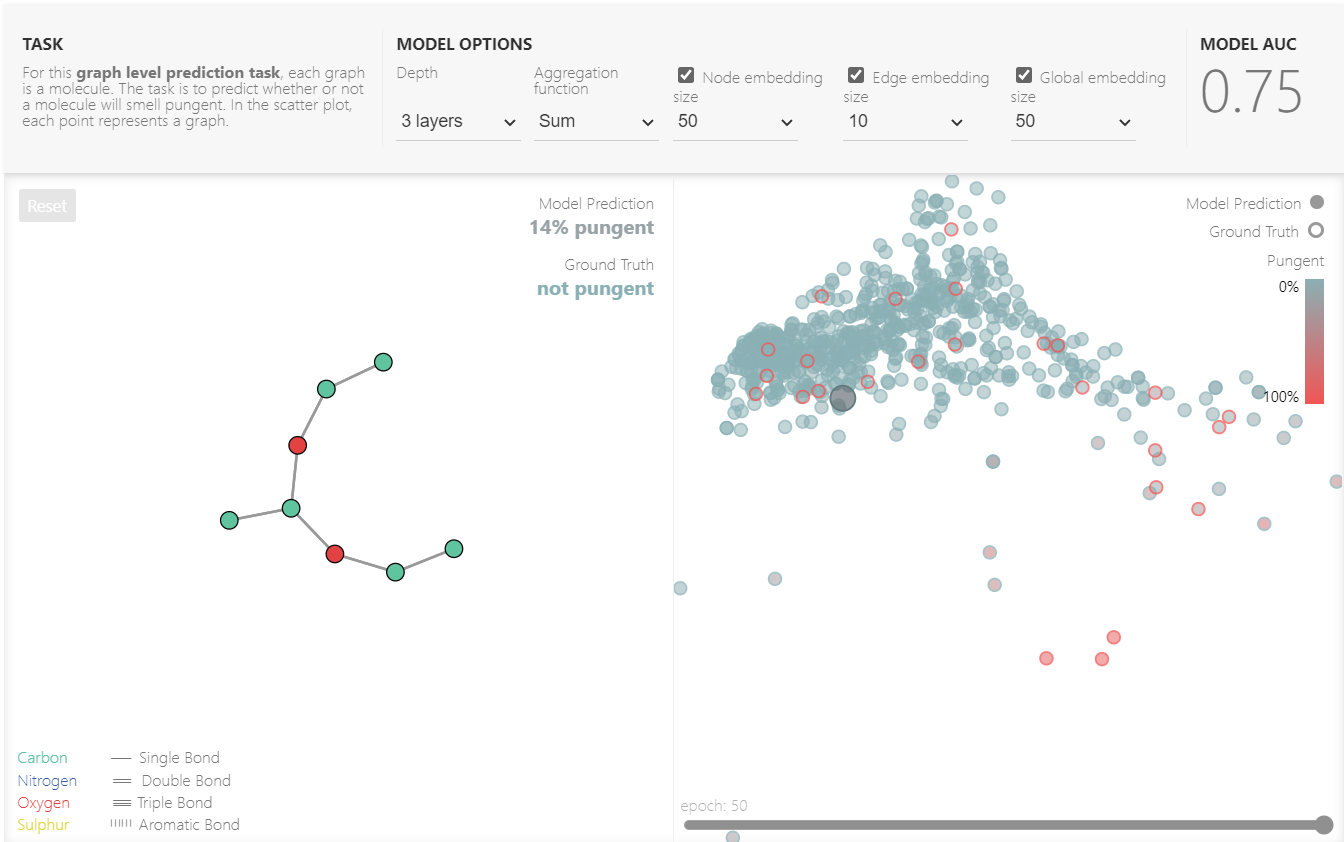 TASK
For this graph level prediction task, each graph
is a molecule. The task is to predict whether or not
a molecule will smell pungent. In the scatter plot,
each point represents a graph.
MODEL OPTIONS
Depth
3 layers
Aggregation
function
Sum
Node embedding
size
50
Edge embedding
size
10
Global embedding
size
50
MODEL AUC
0.75
Reset
Model Prediction
14% pungent
Ground Truth
not pungent
Carbon
Nitrogen
Oxygen
Sulphur
Single Bond
Double Bond
Triple Bond
Aromatic Bond
Model Prediction
Ground Truth
Pungent
0%
100%
epoch: 50